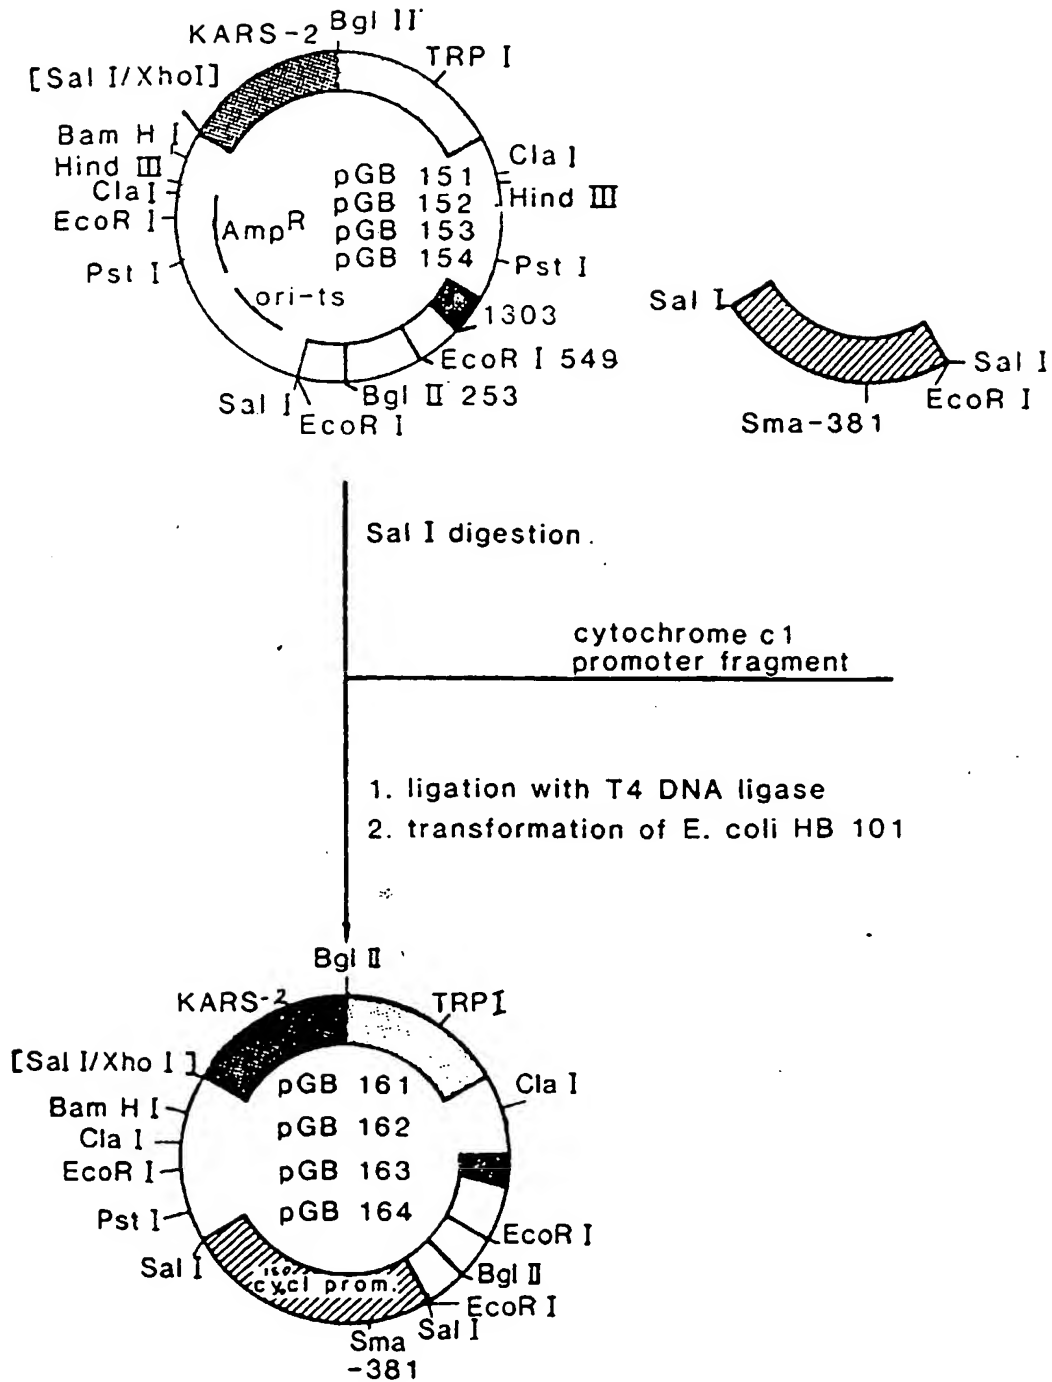 KARS-2
Bgl II
TRP I
[Sal I/XhoI]
Bam H I
Hind III
Cla I
EcoR I
Pst I
AmpR
ori-ts
pGB 151
pGB 152
pGB 153
pGB 154
Cla I
Hind III
Pst I
1303
EcoR I 549
Bgl II 253
Sal I
EcoR I
Sal I
Sal I
EcoR I
Sma-381
Sal I digestion.
cytochrome c1
promoter fragment
1. ligation with T4 DNA ligase
2. transformation of E. coli HB 101
Bgl II
KARS-2
TRPI
[Sal I/Xho I]
Bam H I
Cla I
EcoR I
Pst I
Sal I
pGB 161
pGB 162
pGB 163
pGB 164
Cla I
EcoR I
Bgl II
EcoR I
Sal I
iso
cycl prom.
Sma
-381